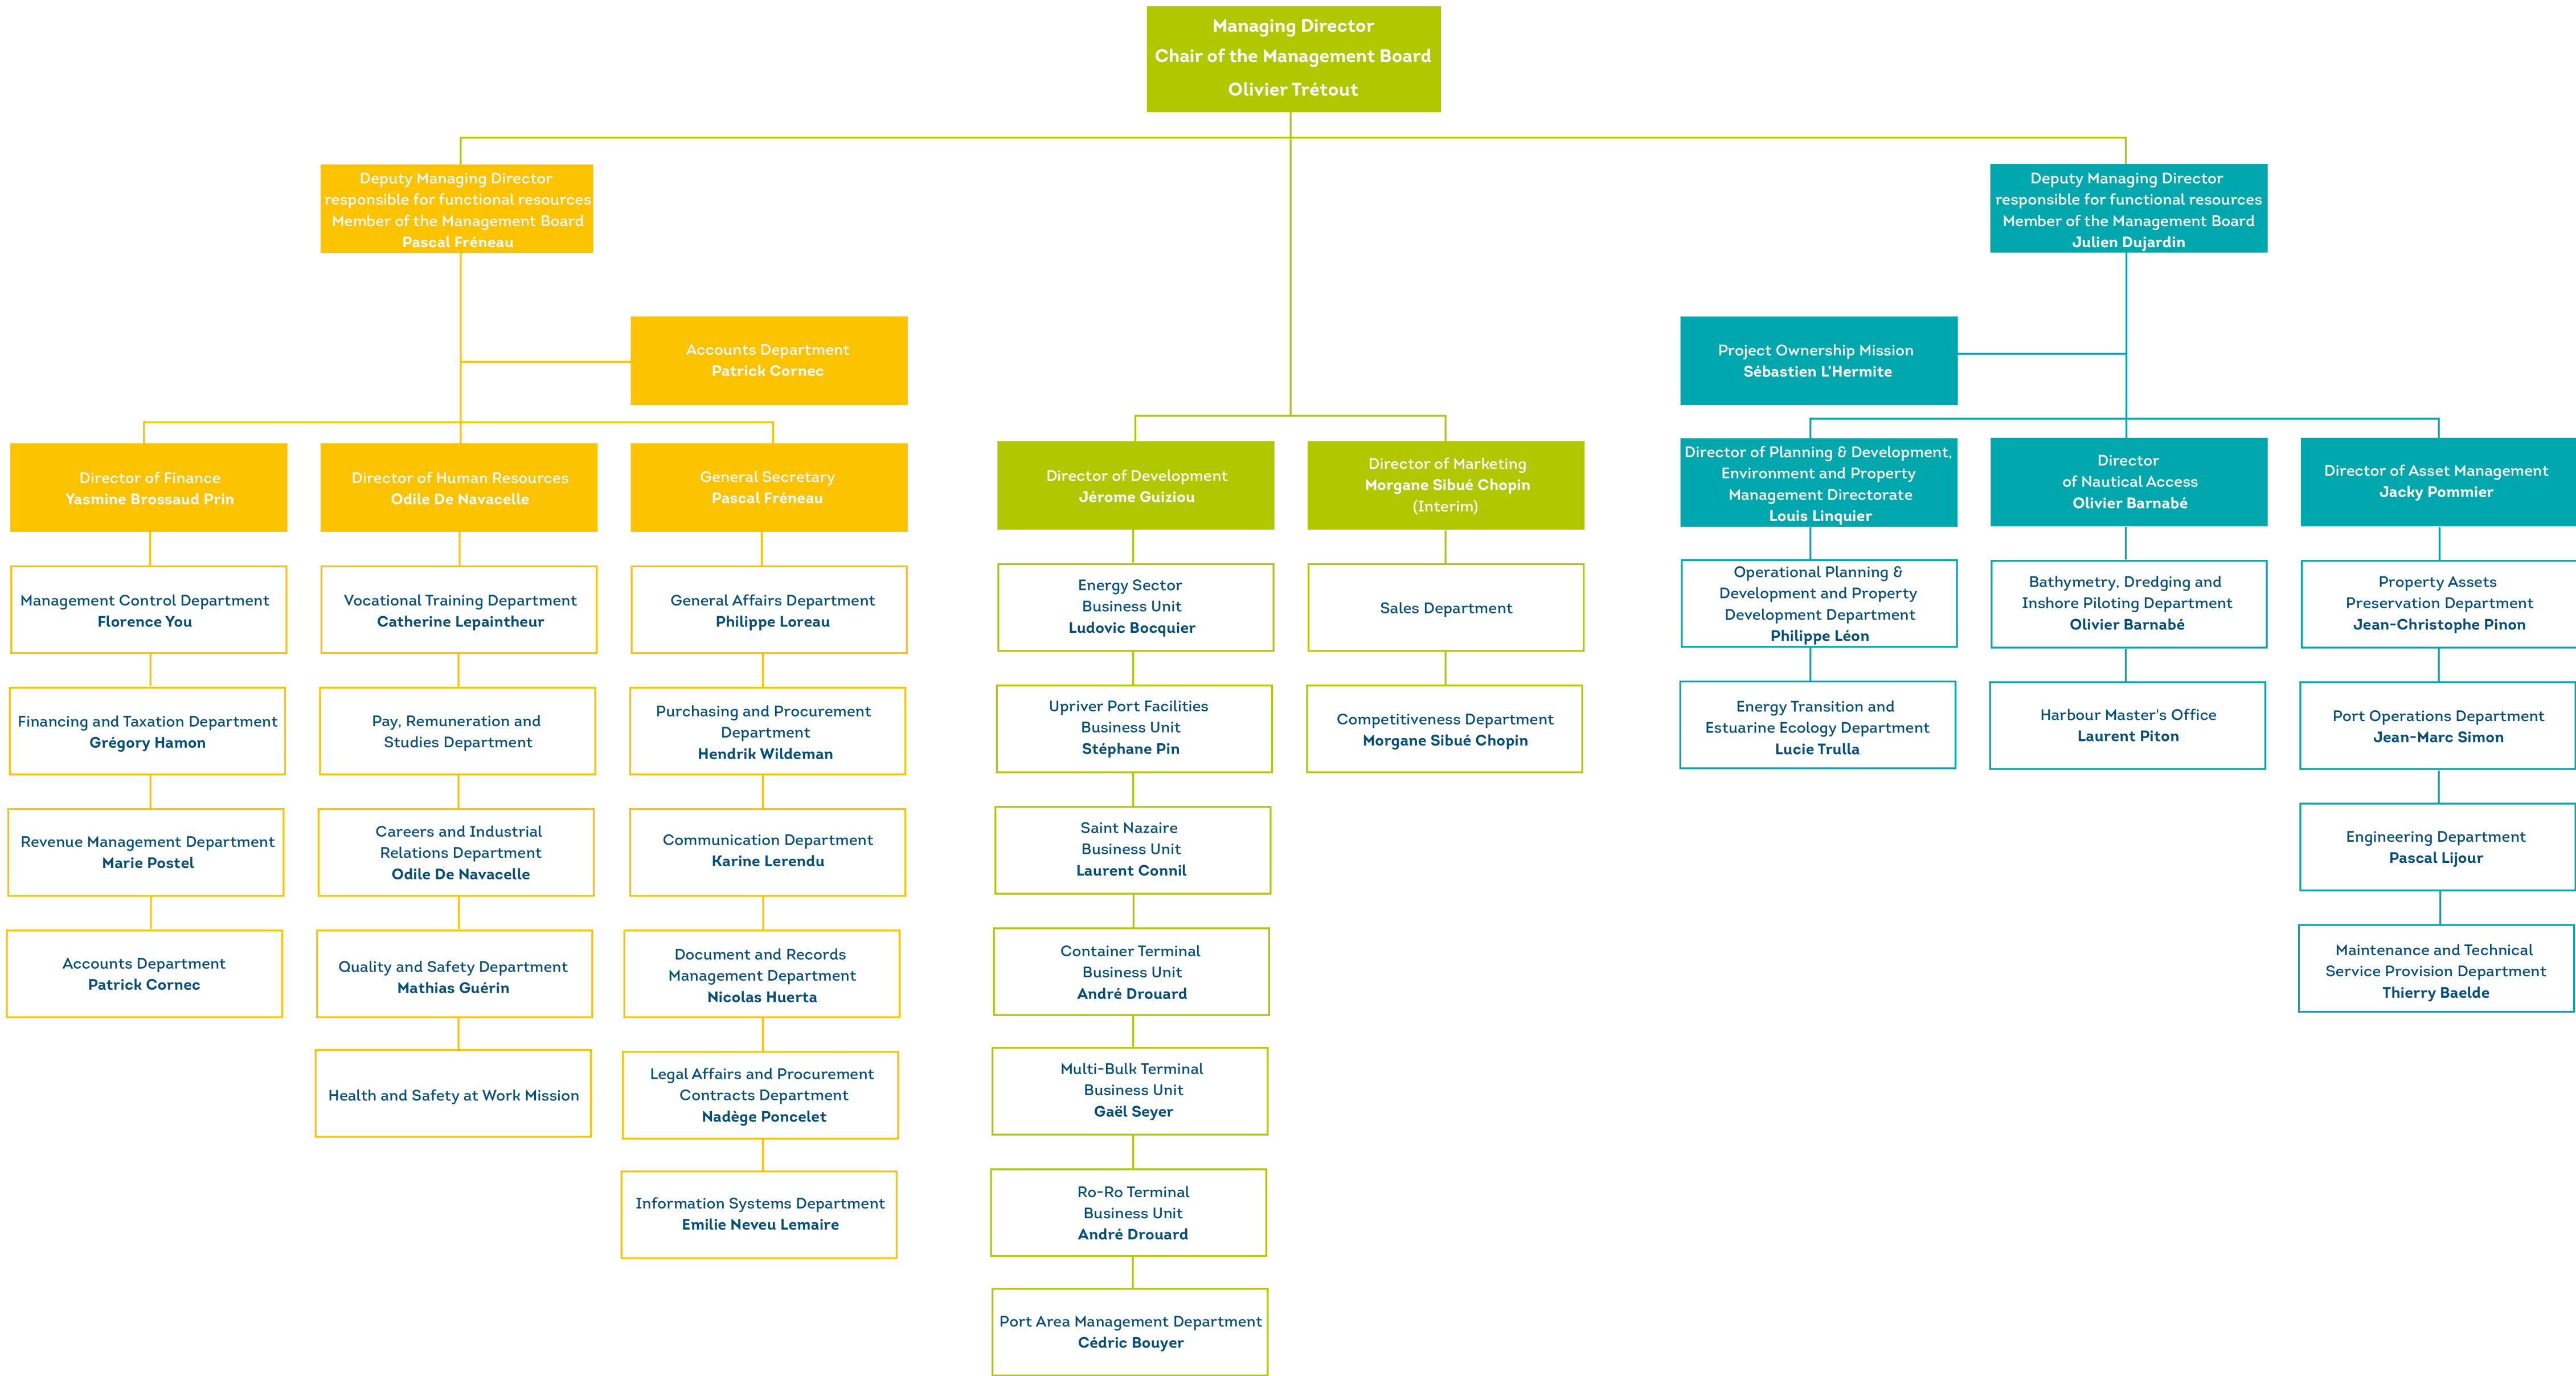 Managing Director
Chair of the Management Board
Olivier Trétout
Deputy Managing Director
responsible for functional resources
Member of the Management Board
Pascal Fréneau
Deputy Managing Director
responsible for functional resources
Member of the Management Board
Julien Dujardin
Accounts Department
Patrick Cornec
Project Ownership Mission
Sébastien L’Hermite
Director of Finance
Yasmine Brossaud Prin
Management Control Department
Florence You
Financing and Taxation Department
Grégory Hamon
Revenue Management Department
Marie Postel
Accounts Department
Patrick Cornec
Director of Human Resources
Odile De Navacelle
Vocational Training Department
Catherine Lepaintheur
Pay, Remuneration and
Studies Department
Careers and Industrial
Relations Department
Odile De Navacelle
Quality and Safety Department
Mathias Guérin
Health and Safety at Work Mission
General Secretary
Pascal Fréneau
General Affairs Department
Philippe Loreau
Purchasing and Procurement
Department
Hendrik Wildeman
Communication Department
Karine Lerendu
Document and Records
Management Department
Nicolas Huerta
Legal Affairs and Procurement
Contracts Department
Nadège Poncelet
Information Systems Department
Emilie Neveu Lemaire
Director of Development
Jérome Guiziou
Energy Sector
Business Unit
Ludovic Bocquier
Upriver Port Facilities
Business Unit
Stéphane Pin
Saint Nazaire
Business Unit
Laurent Connil
Container Terminal
Business Unit
André Drouard
Multi-Bulk Terminal
Business Unit
Gaël Seyer
Ro-Ro Terminal
Business Unit
André Drouard
Port Area Management Department
Cédric Bouyer
Director of Marketing
Morgane Sibué Chopin
(Interim)
Sales Department
Competitiveness Department
Morgane Sibué Chopin
Director of Planning & Development,
Environment and Property
Management Directorate
Louis Linquier
Operational Planning &
Development and Property
Development Department
Philippe Léon
Energy Transition and
Estuarine Ecology Department
Lucie Trulla
Director
of Nautical Access
Olivier Barnabé
Bathymetry, Dredging and
Inshore Piloting Department
Olivier Barnabé
Harbour Master's Office
Laurent Piton
Director of Asset Management
Jacky Pommier
Property Assets
Preservation Department
Jean-Christophe Pinon
Port Operations Department
Jean-Marc Simon
Engineering Department
Pascal Lijour
Maintenance and Technical
Service Provision Department
Thierry Baelde